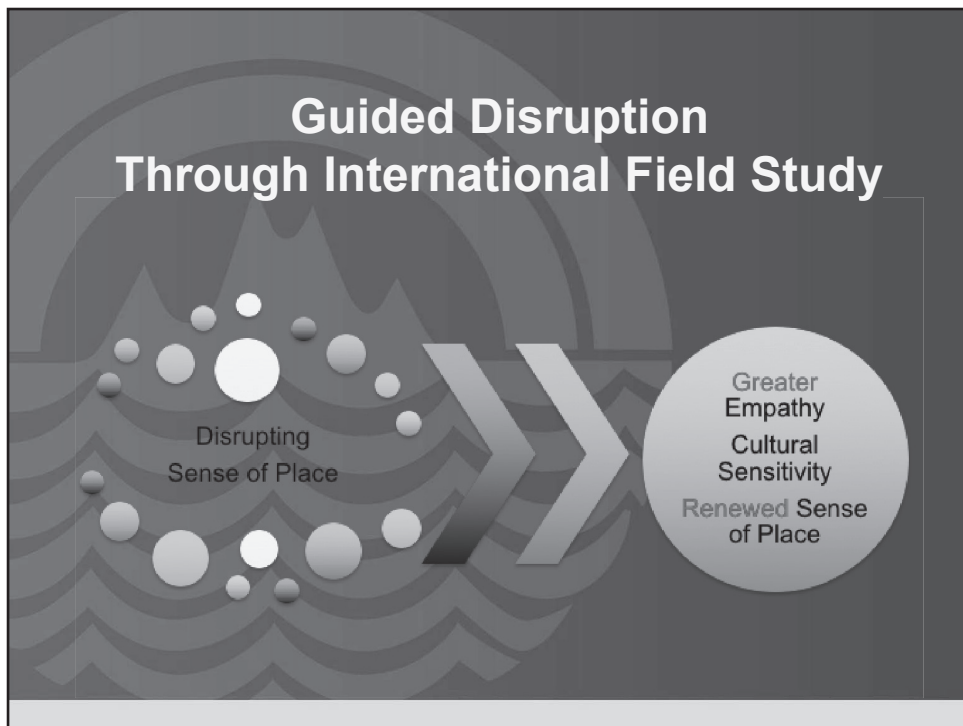 Guided Disruption
Through International Field Study
Disrupting
Sense of Place
Greater
Empathy
Cultural
Sensitivity
Renewed Sense
of Place